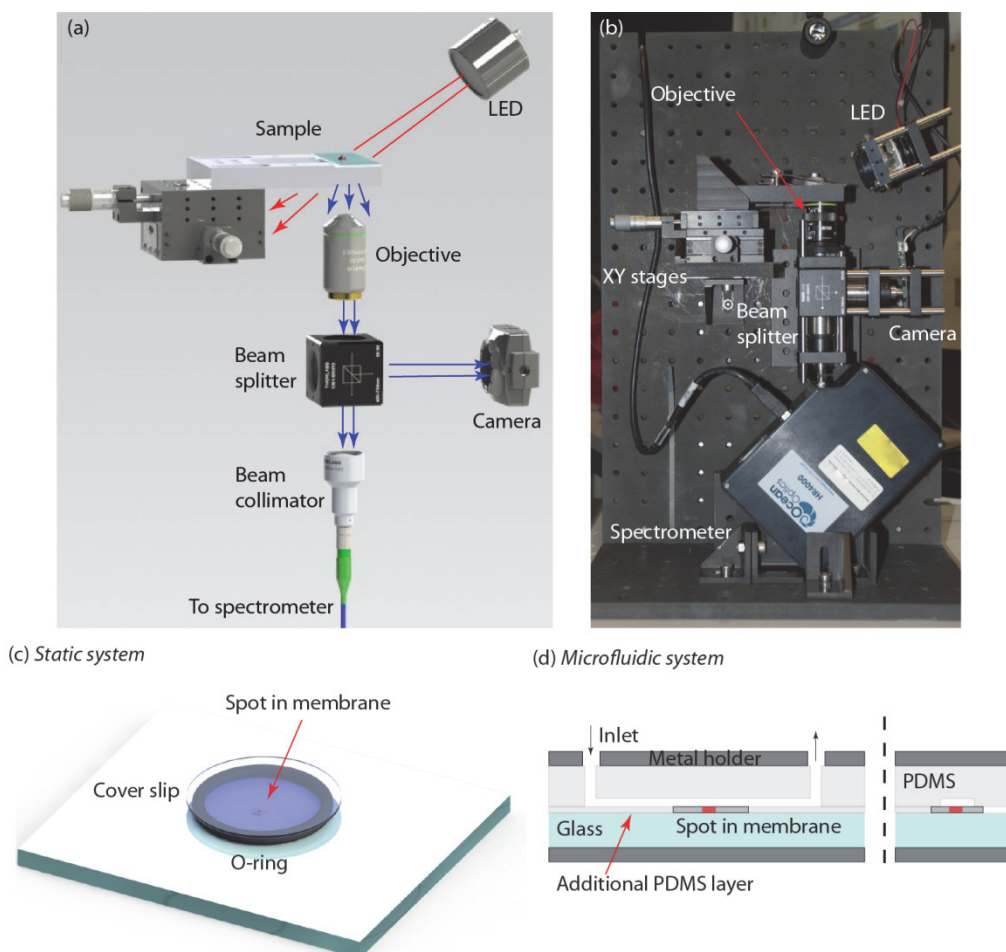 (a)
LED
Sample
Objective
Beam
splitter
Camera
Beam
collimator
To spectrometer
(b)
Objective
LED
XY stages
Beam
splitter
Camera
Ocean
Optics
HR4000
Spectrometer
(c) Static system
Spot in membrane
Cover slip
O-ring
(d) Microfluidic system
Inlet
Metal holder
PDMS
Glass
Spot in membrane
Additional PDMS layer